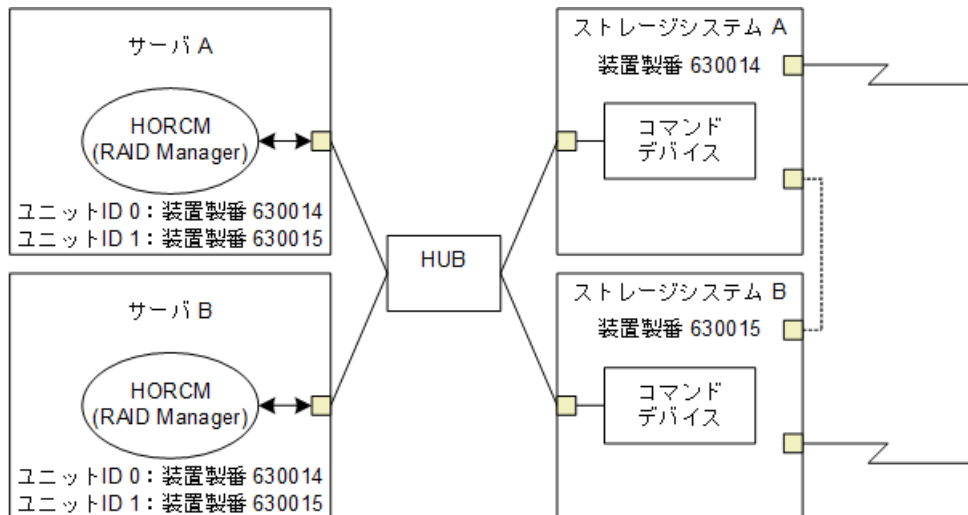 サーバ A
HORCM
(RAID Manager)
ユニットID 0：装置製番 630014
ユニットID 1：装置製番 630015
サーバ B
HORCM
(RAID Manager)
ユニットID 0：装置製番 630014
ユニットID 1：装置製番 630015
HUB
ストレージシステム A
装置製番 630014
コマンド
デバイス
ストレージシステム B
装置製番 630015
コマンド
デバイス